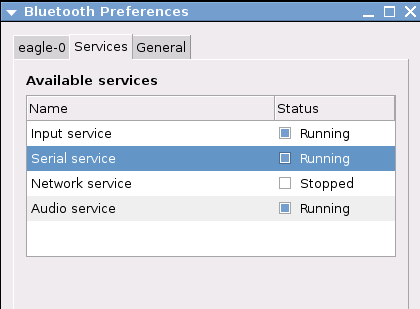 Bluetooth Preferences
eagle-0 Services General
Available services
Name Status
Input service Running
Serial service Running
Network service Stopped
Audio service Running